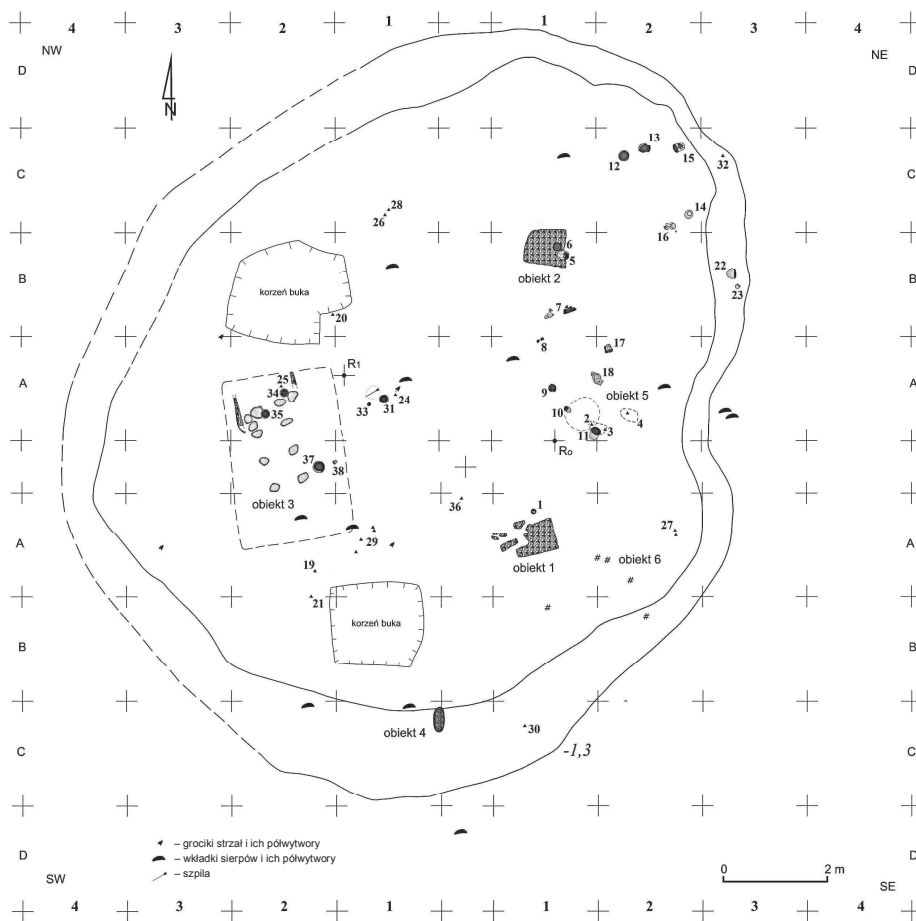 4 3 2 1 1 2 3 4
NW NE
D D
N
13
12 15
C 32 C
28
26 14
16
6
B 5 22 B
obiekt 2
korzeń buka 23
20 7
8 17
R1
A 25 18 A
34 24 obiekt 5
33 31 9
35 10 2 3 4
11
R0
37 38
obiekt 3 36 1
27
A 29 A
19 obiekt 1 obiekt 6
21
korzeń buka
B B
obiekt 4 30
C -1,3 C
– grociki strzał i ich półwytwory
D – wkładki sierpów i ich półwytwory D
– szpila
0 2 m
SW SE
4 3 2 1 1 2 3 4